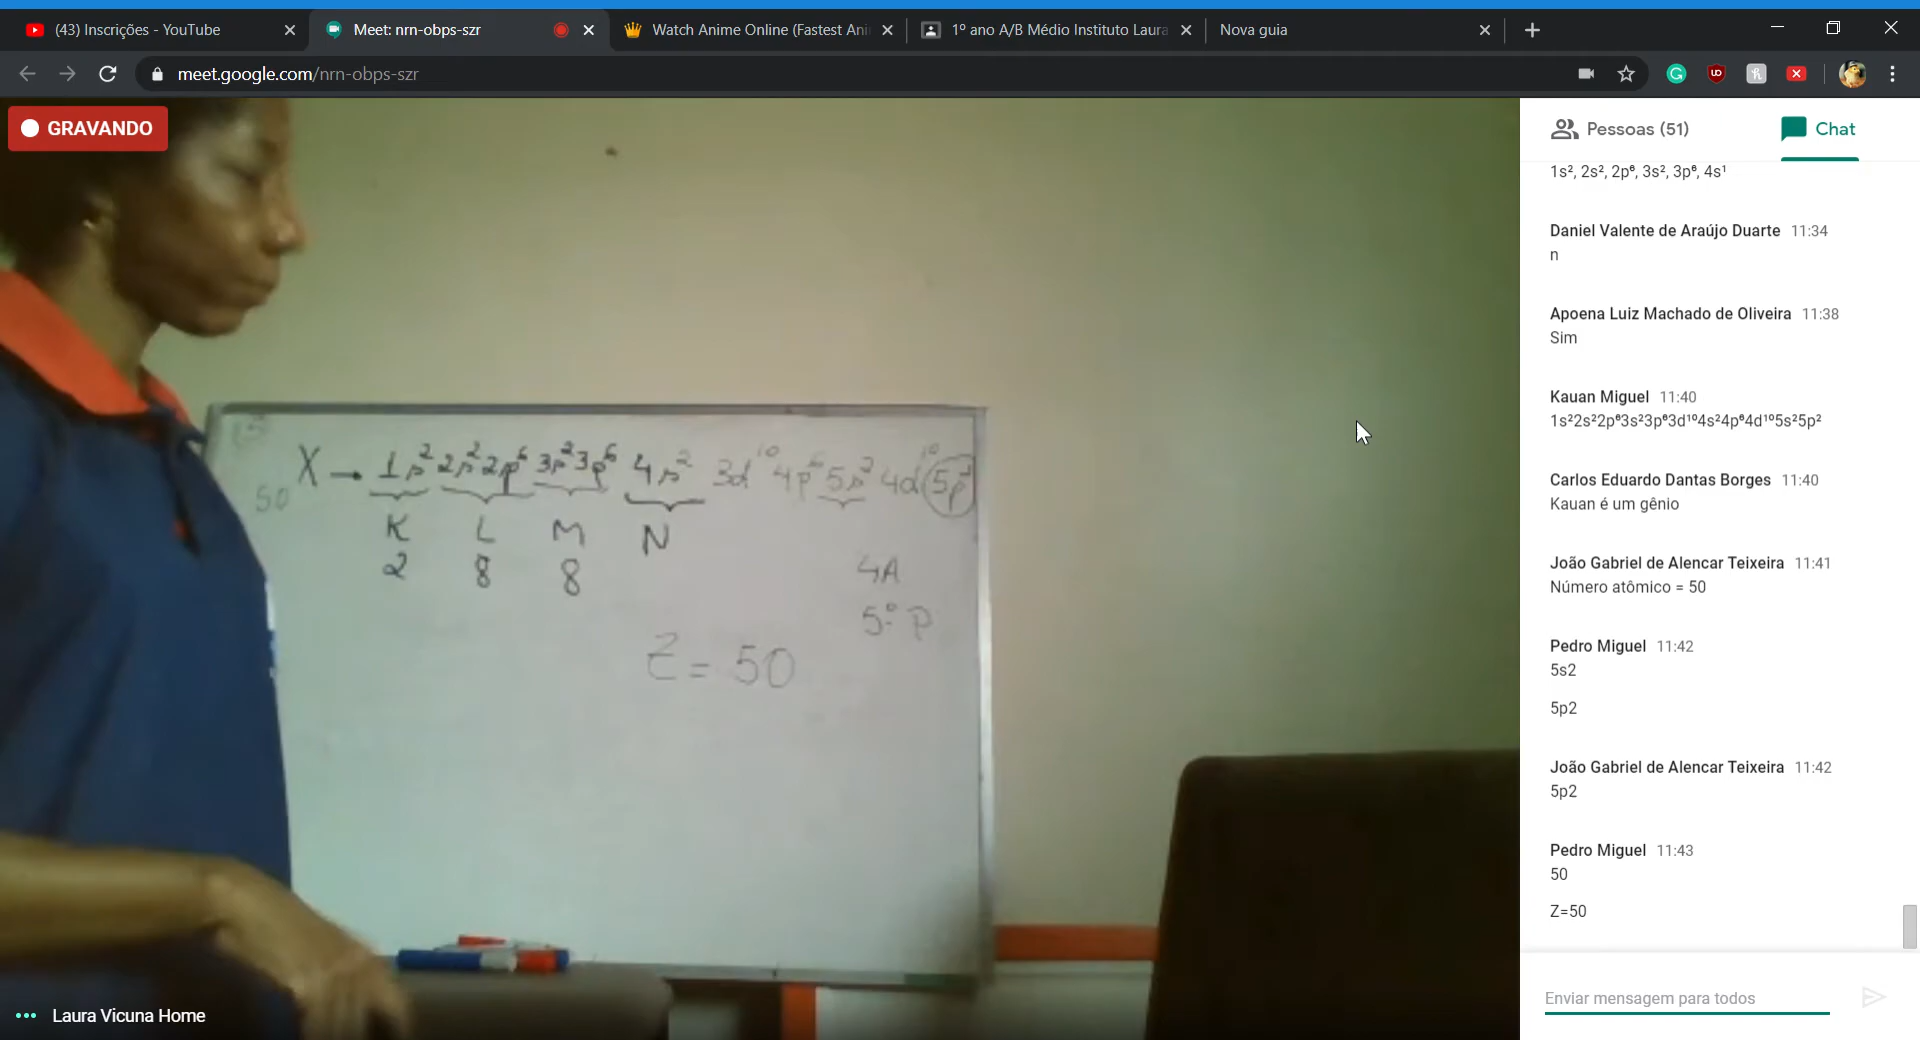 (43) Inscrições - YouTube
Meet: nrn-obps-szr
Watch Anime Online (Fastest Ani
1º ano A/B Médio Instituto Laura
Nova guia
meet.google.com/nrn-obps-szr
GRAVANDO
50 X → 1s² 2s² 2p⁶ 3s² 3p⁶ 4s² 3d¹⁰ 4p⁶ 5s² 4d¹⁰ 5p²
K L M N
2 8 8
4A
5º P
Z = 50
Laura Vicuna Home
Pessoas (51)
Chat
1s², 2s², 2p⁶, 3s², 3p⁶, 4s¹
Daniel Valente de Araújo Duarte 11:34
n
Apoena Luiz Machado de Oliveira 11:38
Sim
Kauan Miguel 11:40
1s²2s²2p⁶3s²3p⁶3d¹⁰4s²4p⁶4d¹⁰5s²5p²
Carlos Eduardo Dantas Borges 11:40
Kauan é um gênio
João Gabriel de Alencar Teixeira 11:41
Número atômico = 50
Pedro Miguel 11:42
5s2
5p2
João Gabriel de Alencar Teixeira 11:42
5p2
Pedro Miguel 11:43
50
Z=50
Enviar mensagem para todos